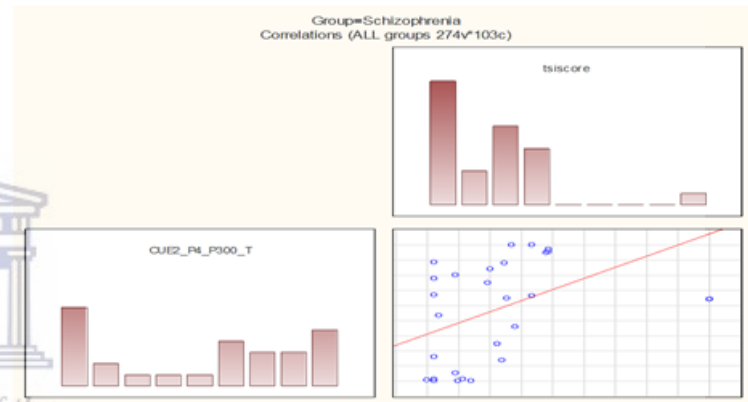 Group=Schizophrenia
Correlations (ALL groups 274v*103c)
tsiscore
CUE2_P4_P300_T